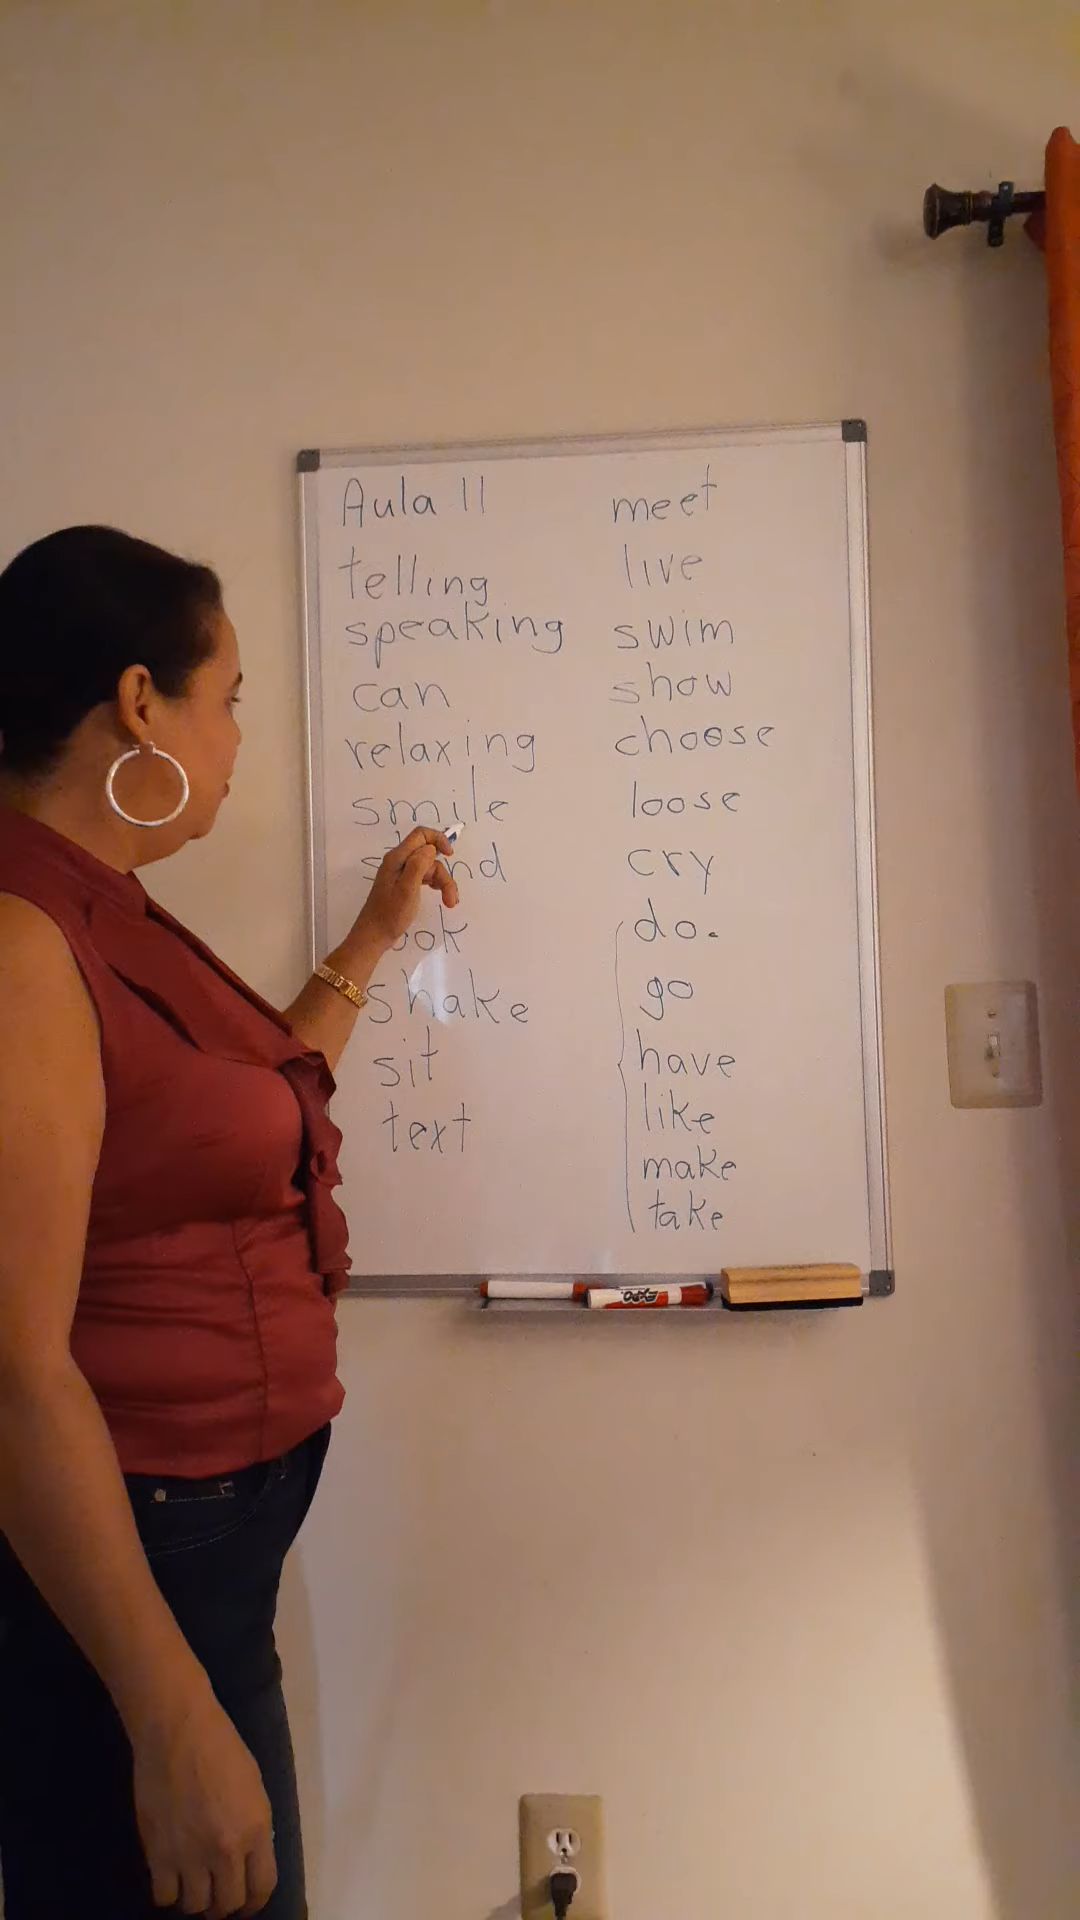 Aula 11
telling
speaking
can
relaxing
smile
shake
sit
text
meet
live
swim
show
choose
loose
cry
do.
go
have
like
make
take
EXPO